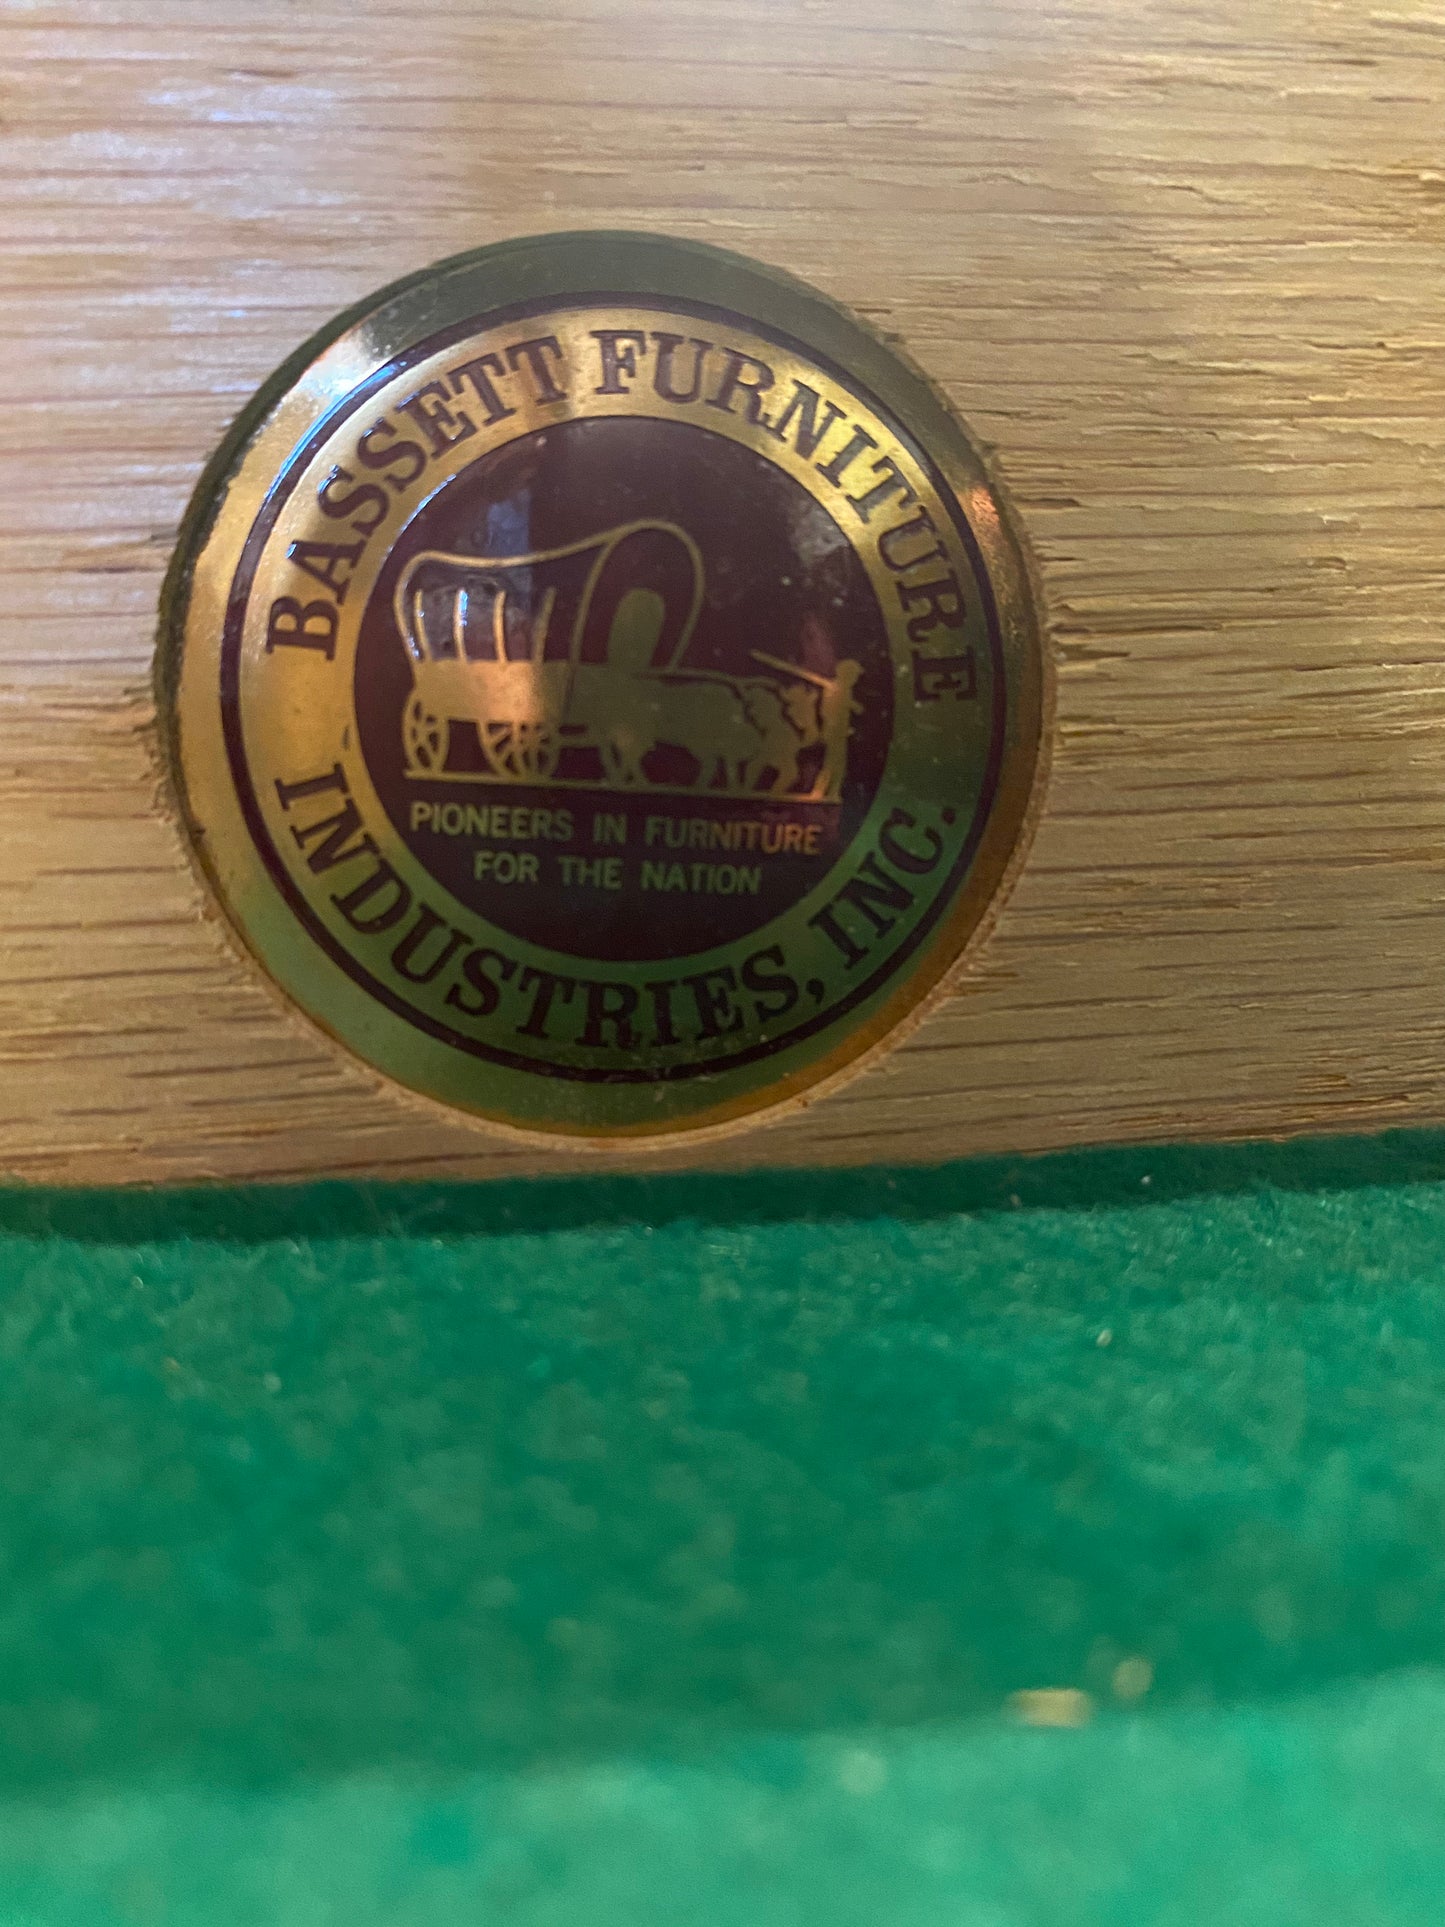 BASSETT FURNITURE
INDUSTRIES, INC.
PIONEERS IN FURNITURE
FOR THE NATION